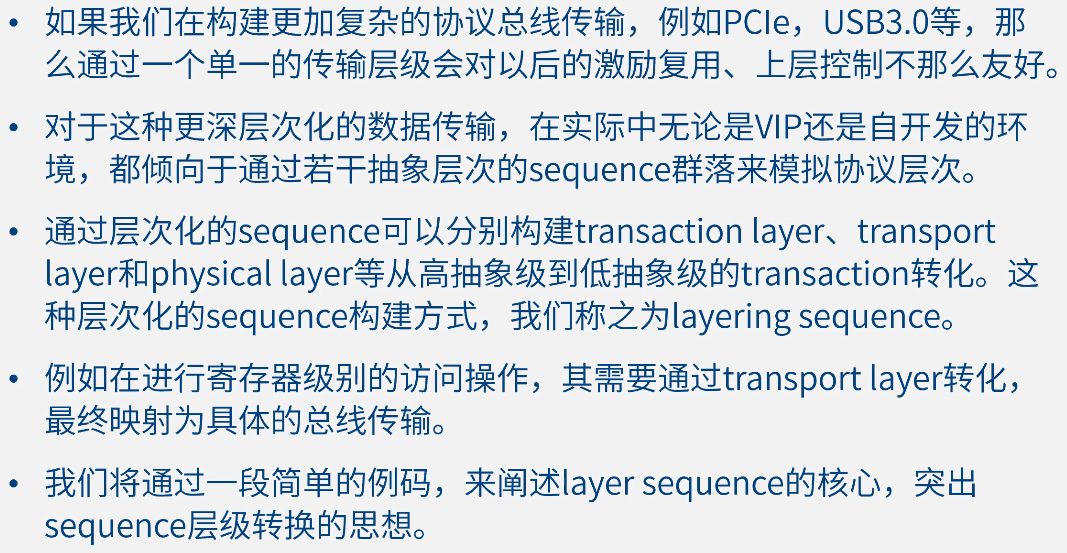 • 如果我们在构建更加复杂的协议总线传输，例如PCIe，USB3.0等，那
么通过一个单一的传输层级会对以后的激励复用、上层控制不那么友好。
• 对于这种更深层次化的数据传输，在实际中无论是VIP还是自开发的环
境，都倾向于通过若干抽象层次的sequence群落来模拟协议层次。
• 通过层次化的sequence可以分别构建transaction layer、transport
layer和physical layer等从高抽象级到低抽象级的transaction转化。这
种层次化的sequence构建方式，我们称之为layering sequence。
• 例如在进行寄存器级别的访问操作，其需要通过transport layer转化，
最终映射为具体的总线传输。
• 我们将通过一段简单的例码，来阐述layer sequence的核心，突出
sequence层级转换的思想。